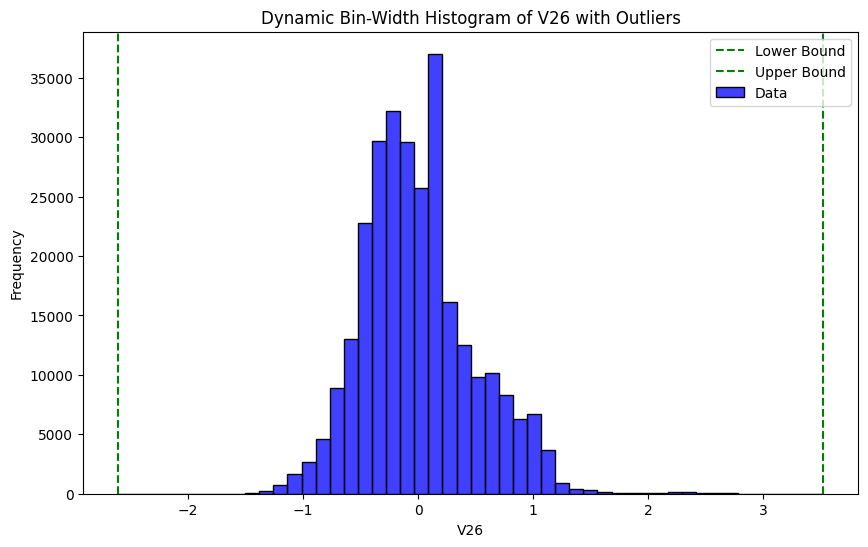 Dynamic Bin-Width Histogram of V26 with Outliers
Lower Bound
Upper Bound
Data
Frequency
35000
30000
25000
20000
15000
10000
5000
0
−2
−1
0
1
2
3
V26